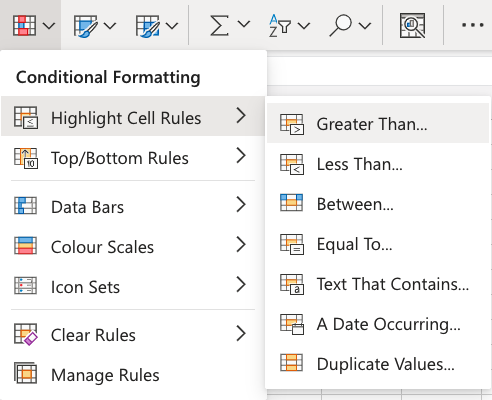 Conditional Formatting
Highlight Cell Rules
Top/Bottom Rules
Data Bars
Colour Scales
Icon Sets
Clear Rules
Manage Rules
Greater Than...
Less Than...
Between...
Equal To...
Text That Contains...
A Date Occurring...
Duplicate Values...